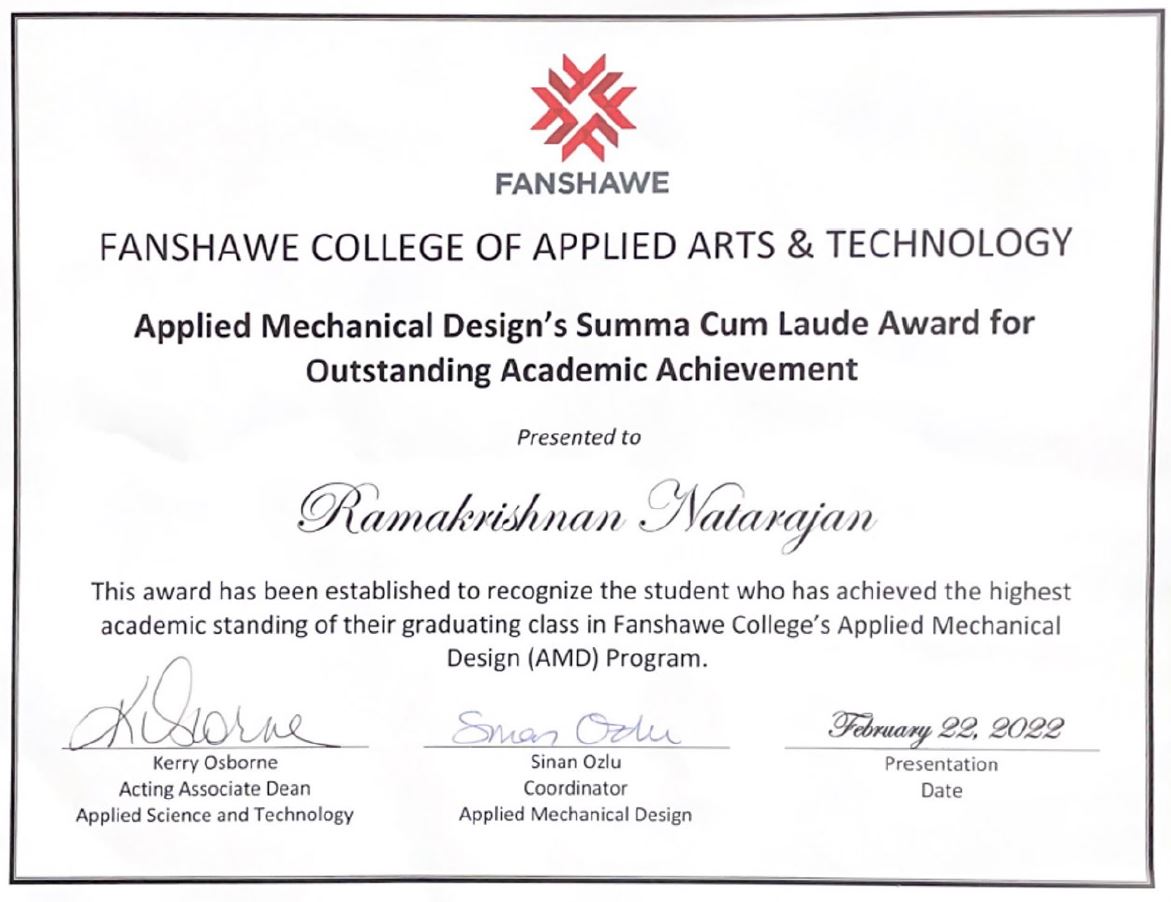 FANSHAWE
FANSHAWE COLLEGE OF APPLIED ARTS & TECHNOLOGY
Applied Mechanical Design's Summa Cum Laude Award for
Outstanding Academic Achievement
Presented to
Ramakrishnan Natarajan
This award has been established to recognize the student who has achieved the highest
academic standing of their graduating class in Fanshawe College's Applied Mechanical
Design (AMD) Program.
K Osborne
Kerry Osborne
Acting Associate Dean
Applied Science and Technology
Sinan Ozlu
Sinan Ozlu
Coordinator
Applied Mechanical Design
February 22, 2022
Presentation
Date